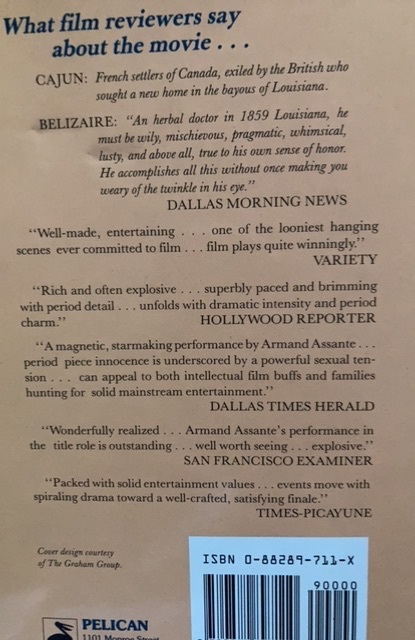 What film reviewers say
about the movie . . .
CAJUN: French settlers of Canada, exiled by the British who
sought a new home in the bayous of Louisiana.
BELIZAIRE: "An herbal doctor in 1859 Louisiana, he
must be wily, mischievous, pragmatic, whimsical,
lusty, and above all, true to his own sense of honor.
He accomplishes all this without once making you
weary of the twinkle in his eye."
DALLAS MORNING NEWS
"Well-made, entertaining . . . one of the looniest hanging
scenes ever committed to film . . . film plays quite winningly."
VARIETY
"Rich and often explosive . . . superbly paced and brimming
with period detail . . . unfolds with dramatic intensity and period
charm." HOLLYWOOD REPORTER
"A magnetic, starmaking performance by Armand Assante . . .
period piece innocence is underscored by a powerful sexual ten-
sion . . . can appeal to both intellectual film buffs and families
hunting for solid mainstream entertainment."
DALLAS TIMES HERALD
"Wonderfully realized . . . Armand Assante's performance in
the title role is outstanding . . . well worth seeing . . . explosive."
SAN FRANCISCO EXAMINER
"Packed with solid entertainment values . . . events move with
spiraling drama toward a well-crafted, satisfying finale."
TIMES-PICAYUNE
Cover design courtesy
of The Graham Group.
ISBN 0-88289-711-X
90000
PELICAN
1101 Monroe Street